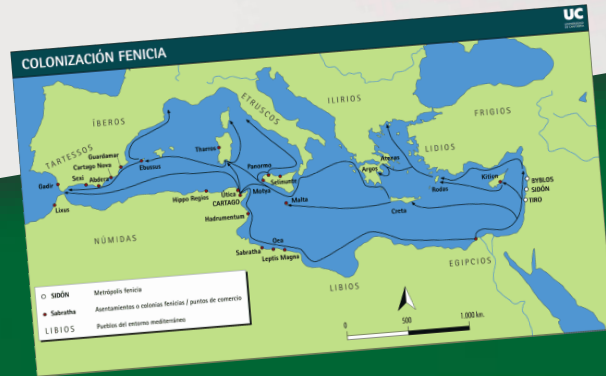 COLONIZACIÓN FENICIA
UC
ÍBEROS
ETRUSCOS
ILIRIOS
FRIGIOS
TARTESSOS
LIDIOS
Guardamar
Cartago Nova
Sexi
Abdera
Gadir
Lixus
Ebussus
Tharros
Panormo
Motya
Selimunte
Utica
CARTAGO
Hippo Regios
Hadrumentum
Malta
Argos
Atenas
Rodas
Creta
Kition
BYBLOS
SIDÓN
TIRO
NÚMIDAS
Oea
Sabratha
Leptis Magna
LIBIOS
EGIPCIOS
SIDÓN Metrópolis fenicia
Sabratha Asentamientos o colonias fenicias / puntos de comercio
LIBIOS Pueblos del entorno mediterráneo
0 500 1.000 km.